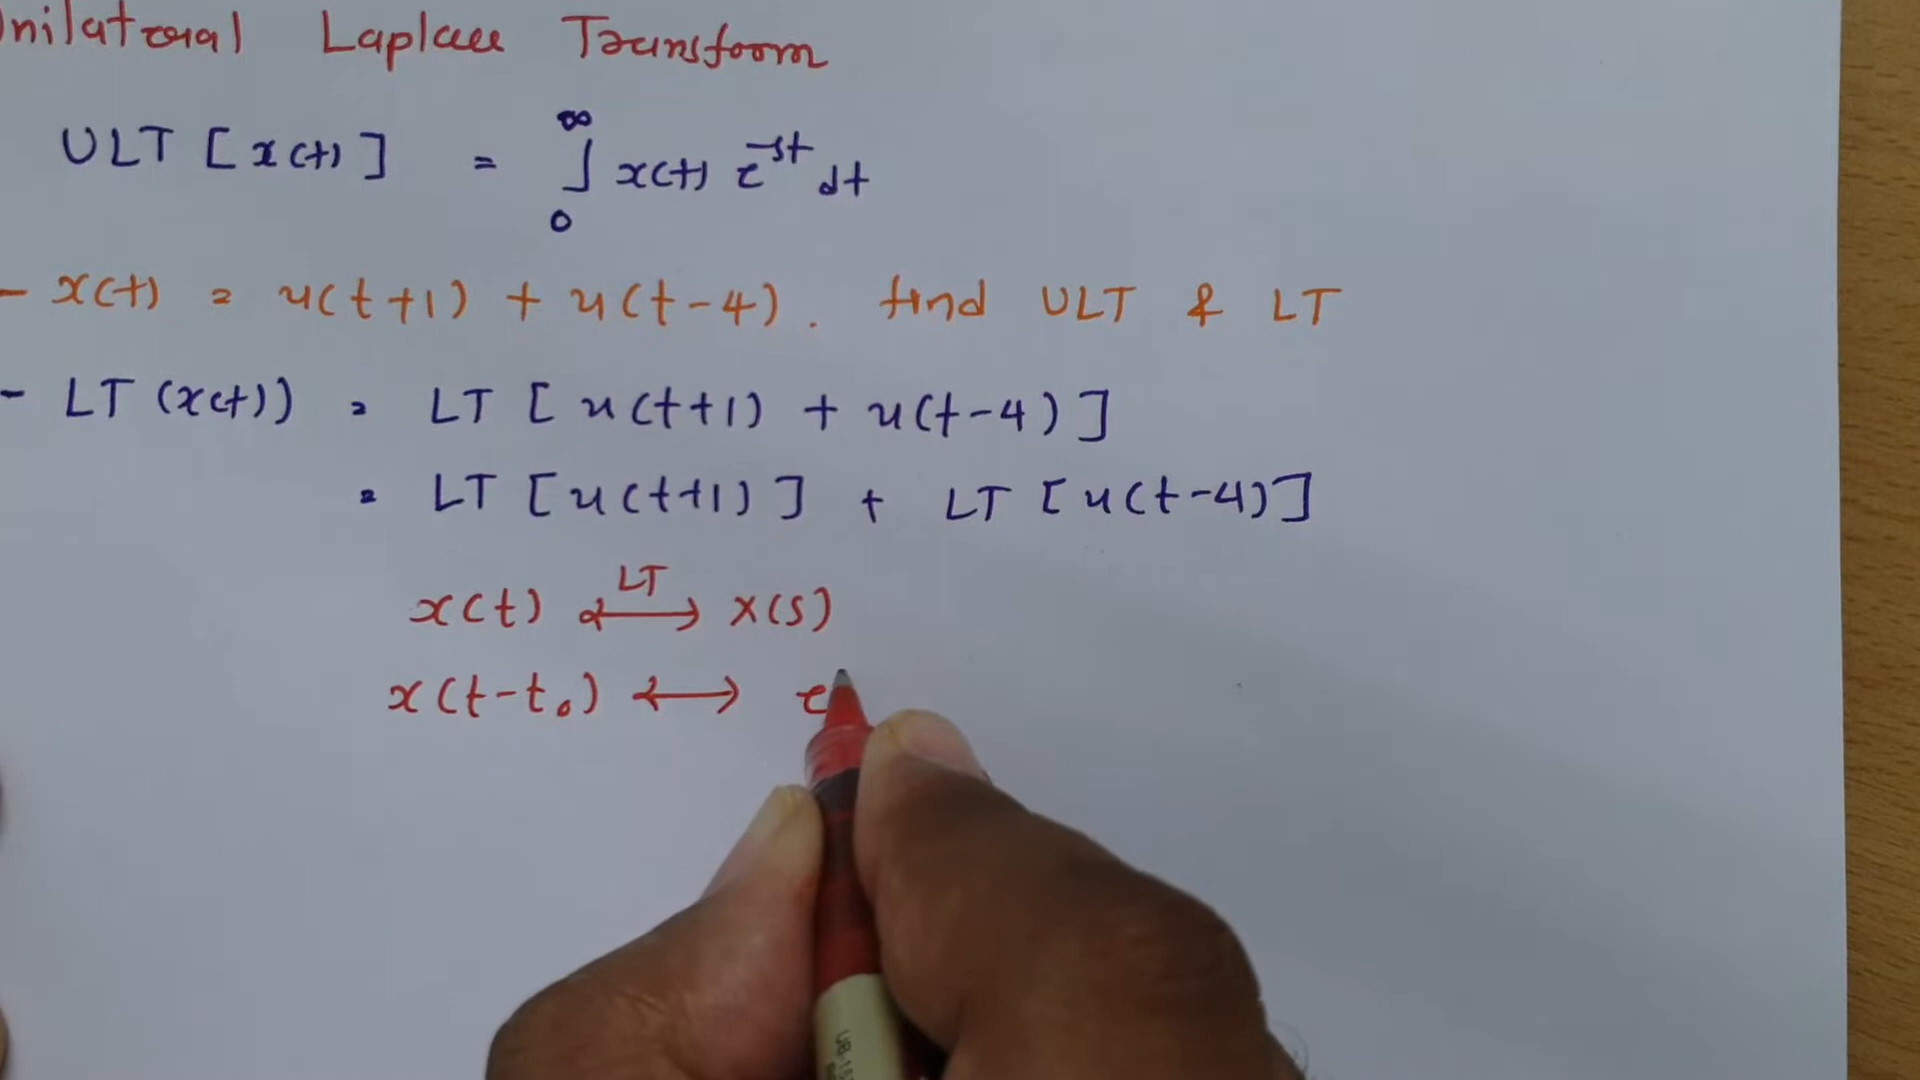 Unilateral Laplace Transform
ULT [x(t)] = ∫₀^∞ x(t) e^{-st} dt
- x(t) = u(t+1) + u(t-4). find ULT & LT
- LT (x(t)) = LT [u(t+1) + u(t-4)]
= LT [u(t+1)] + LT [u(t-4)]
x(t) ⟷^{LT} X(s)
x(t-t₀) ⟷ e